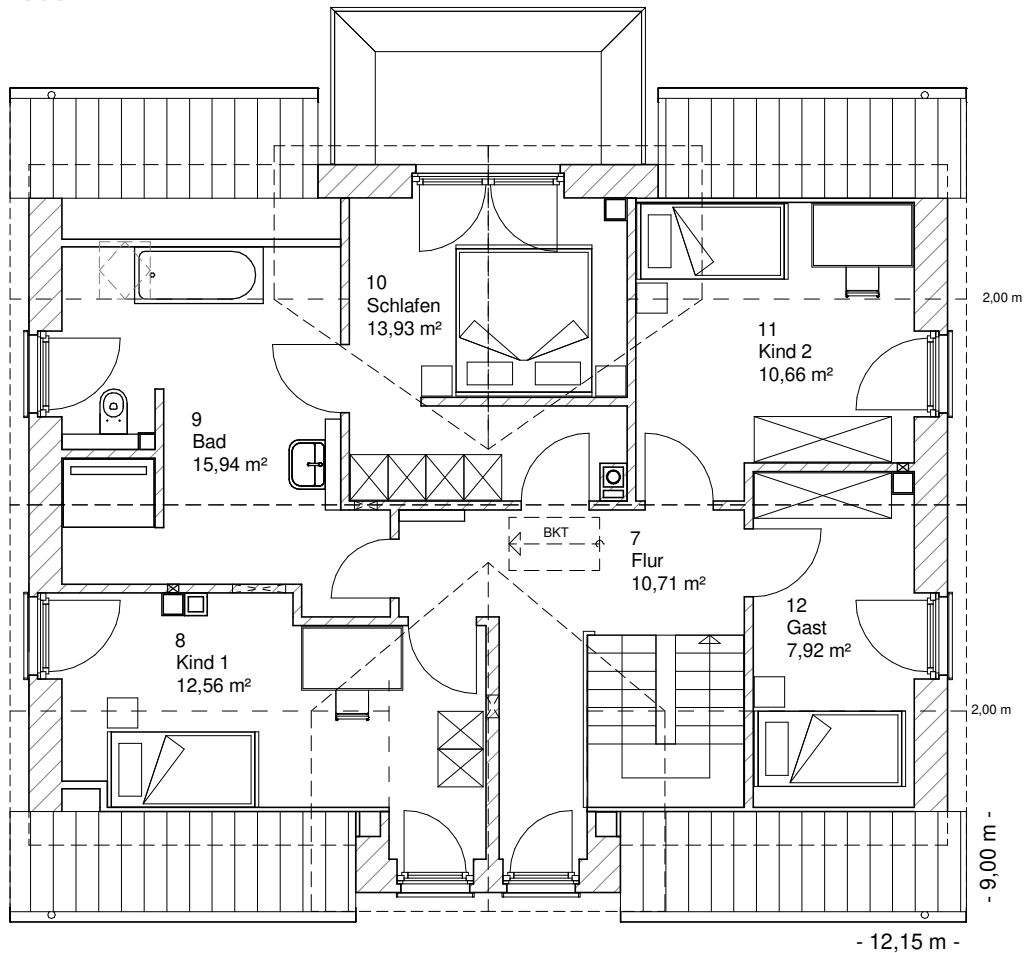 10
Schlafen
13,93 m²
2,00 m
11
Kind 2
10,66 m²
9
Bad
15,94 m²
BKT
7
Flur
10,71 m²
12
Gast
7,92 m²
8
Kind 1
12,56 m²
2,00 m
- 9,00 m -
- 12,15 m -